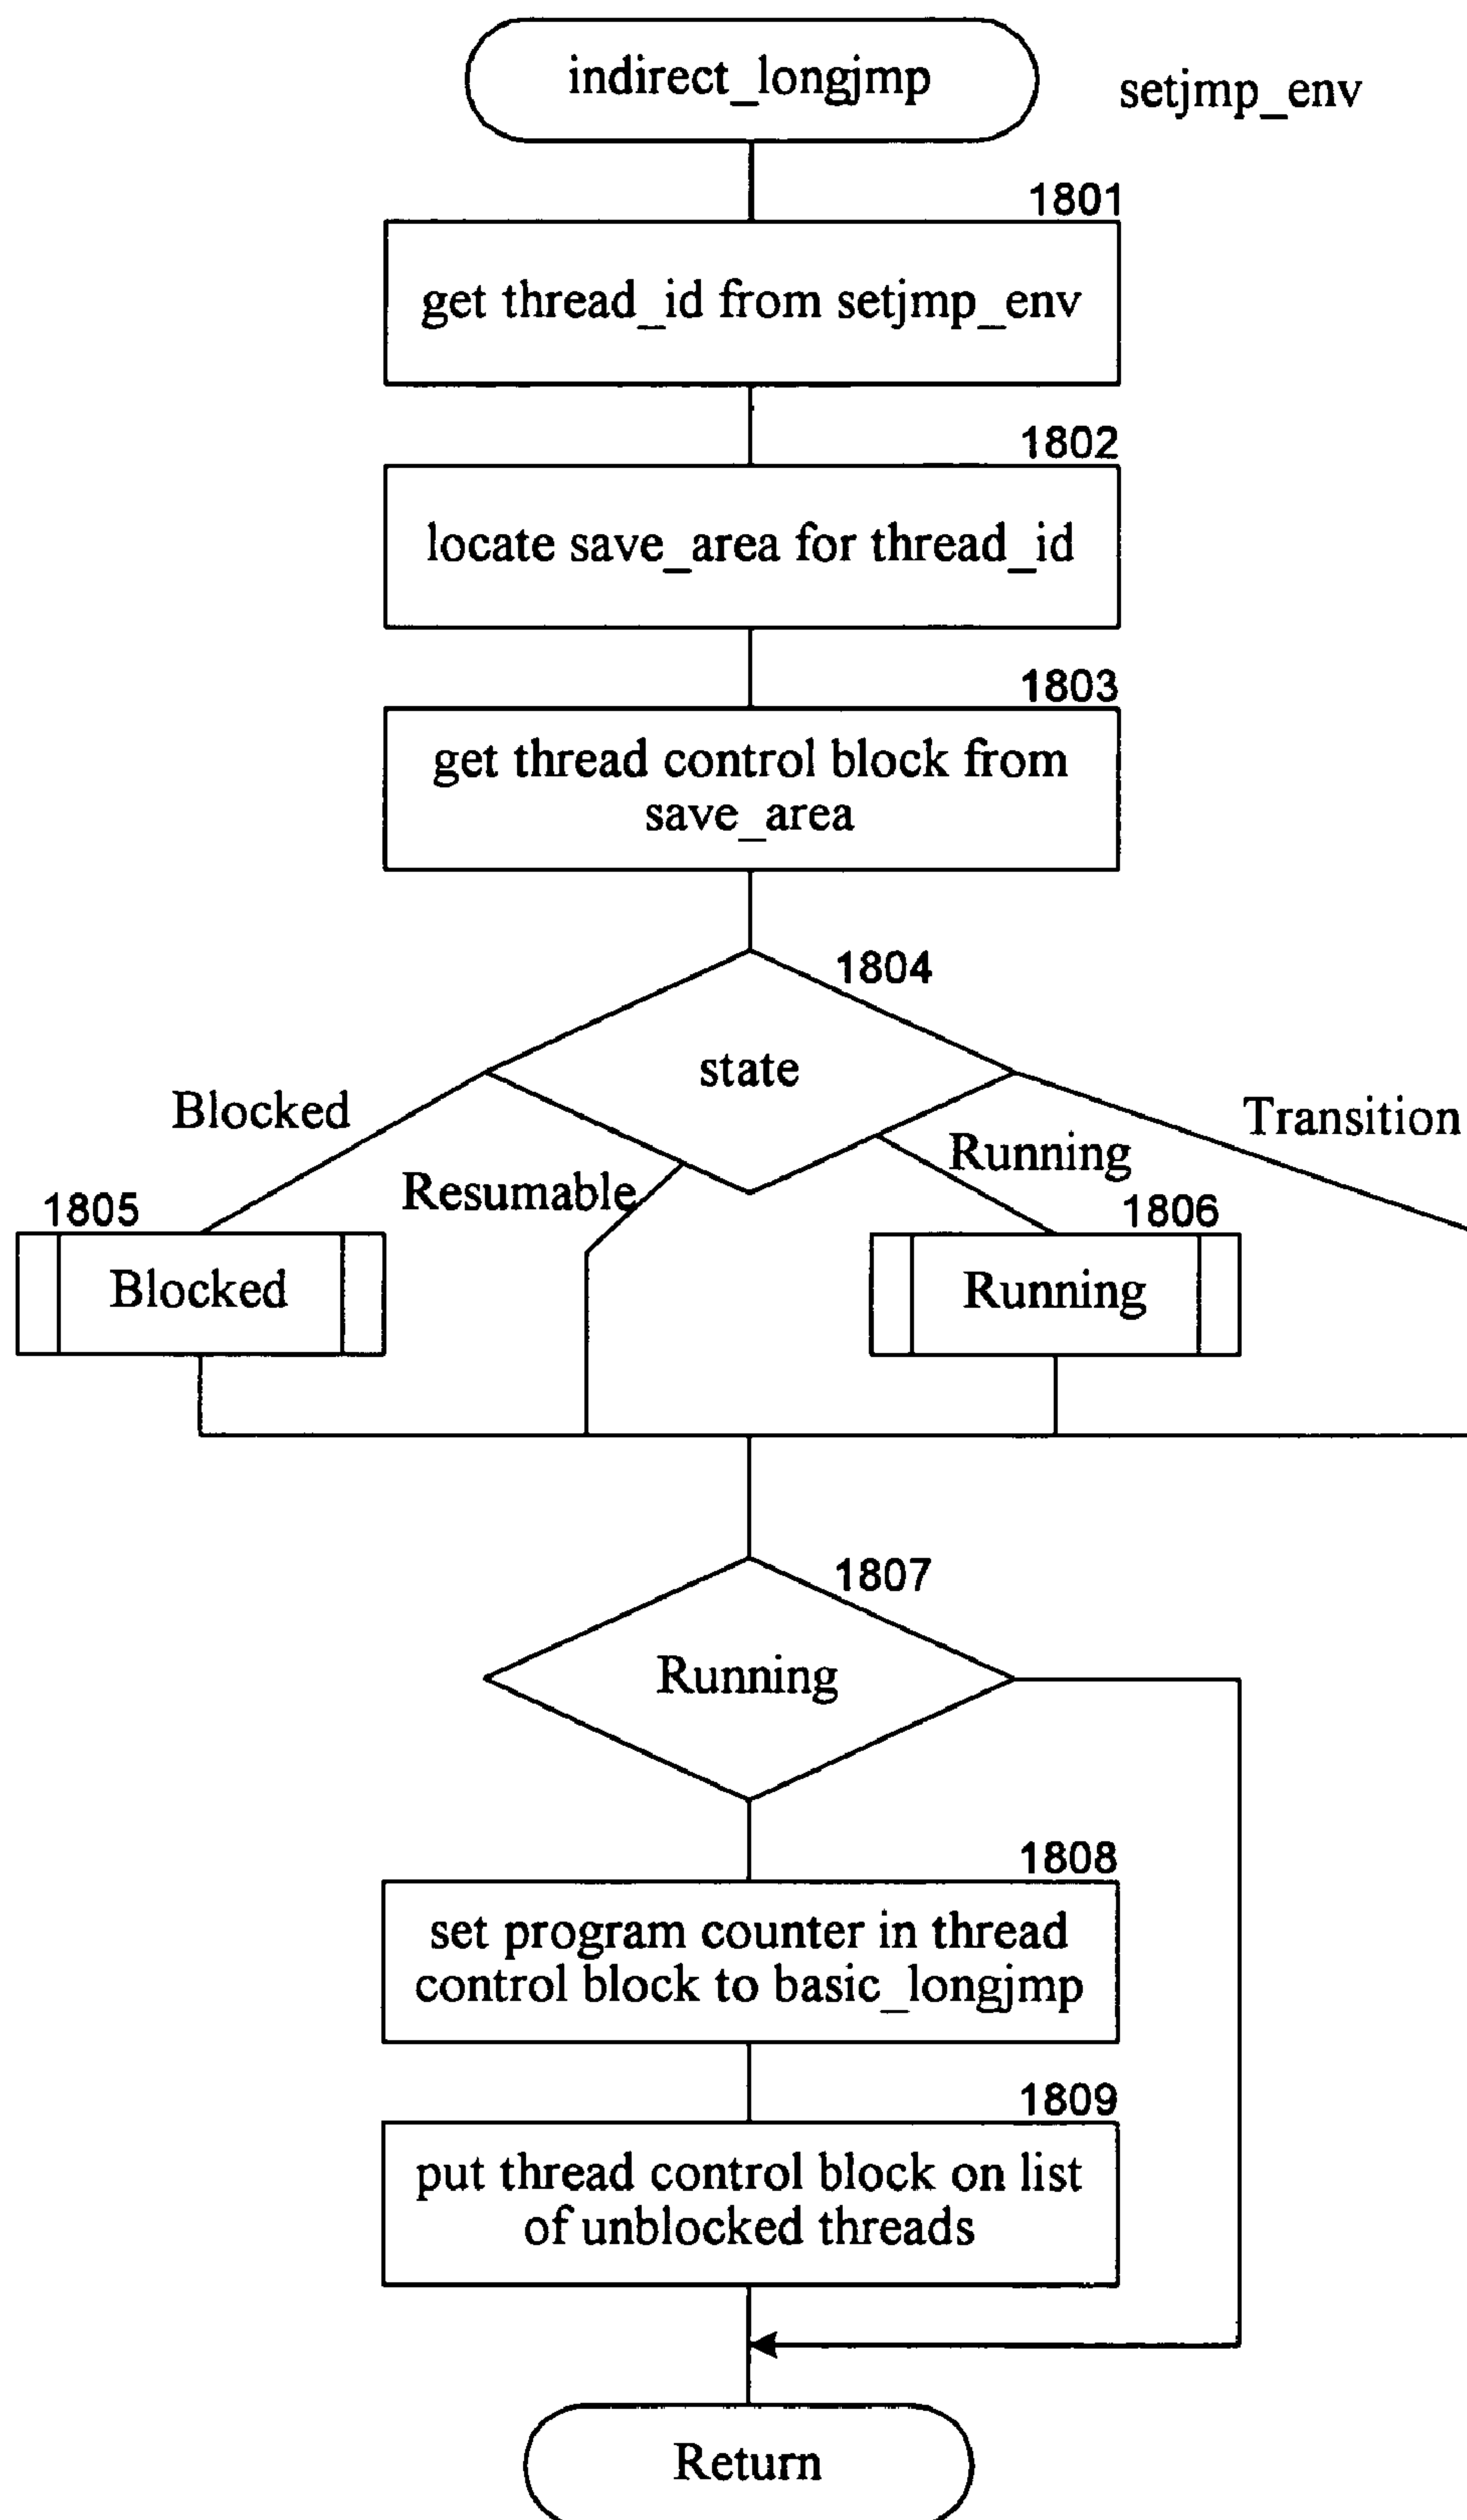 indirect_longjmp
setjmp_env
1801
get thread_id from setjmp_env
1802
locate save_area for thread_id
1803
get thread control block from
save_area
1804
state
Blocked
Resumable
Running
Transition
1805
Blocked
1806
Running
1807
Running
1808
set program counter in thread
control block to basic_longjmp
1809
put thread control block on list
of unblocked threads
Return